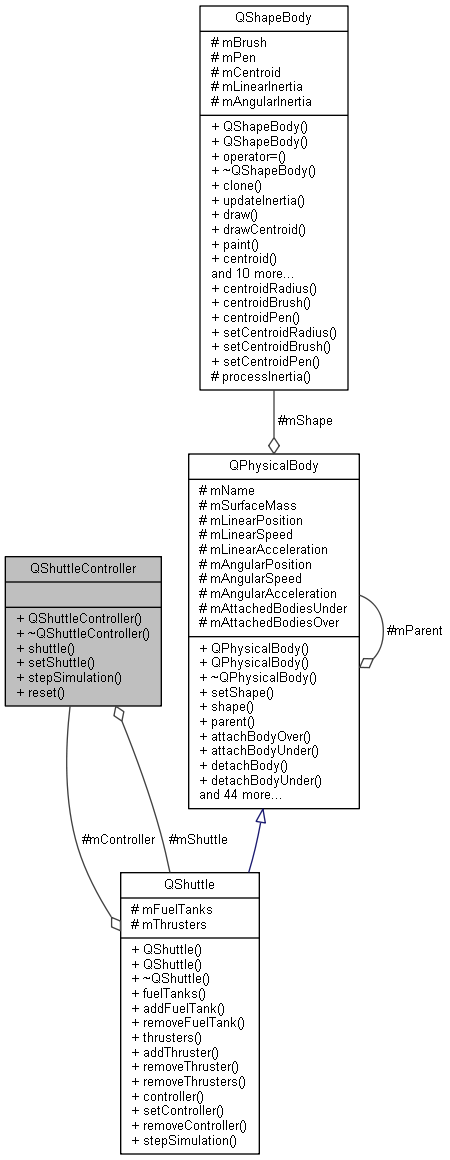 QShapeBody
# mBrush
# mPen
# mCentroid
# mLinearInertia
# mAngularInertia
+ QShapeBody()
+ QShapeBody()
+ operator=()
+ ~QShapeBody()
+ clone()
+ updateInertia()
+ draw()
+ drawCentroid()
+ paint()
+ centroid()
and 10 more...
+ centroidRadius()
+ centroidBrush()
+ centroidPen()
+ setCentroidRadius()
+ setCentroidBrush()
+ setCentroidPen()
# processInertia()
#mShape
QPhysicalBody
# mName
# mSurfaceMass
# mLinearPosition
# mLinearSpeed
# mLinearAcceleration
# mAngularPosition
# mAngularSpeed
# mAngularAcceleration
# mAttachedBodiesUnder
# mAttachedBodiesOver
+ QPhysicalBody()
+ QPhysicalBody()
+ ~QPhysicalBody()
+ setShape()
+ shape()
+ parent()
+ attachBodyOver()
+ attachBodyUnder()
+ detachBody()
+ detachBodyUnder()
and 44 more...
#mParent
QShuttleController
+ QShuttleController()
+ ~QShuttleController()
+ shuttle()
+ setShuttle()
+ stepSimulation()
+ reset()
#mController
#mShuttle
QShuttle
# mFuelTanks
# mThrusters
+ QShuttle()
+ QShuttle()
+ ~QShuttle()
+ fuelTanks()
+ addFuelTank()
+ removeFuelTank()
+ thrusters()
+ addThruster()
+ removeThruster()
+ removeThrusters()
+ controller()
+ setController()
+ removeController()
+ stepSimulation()